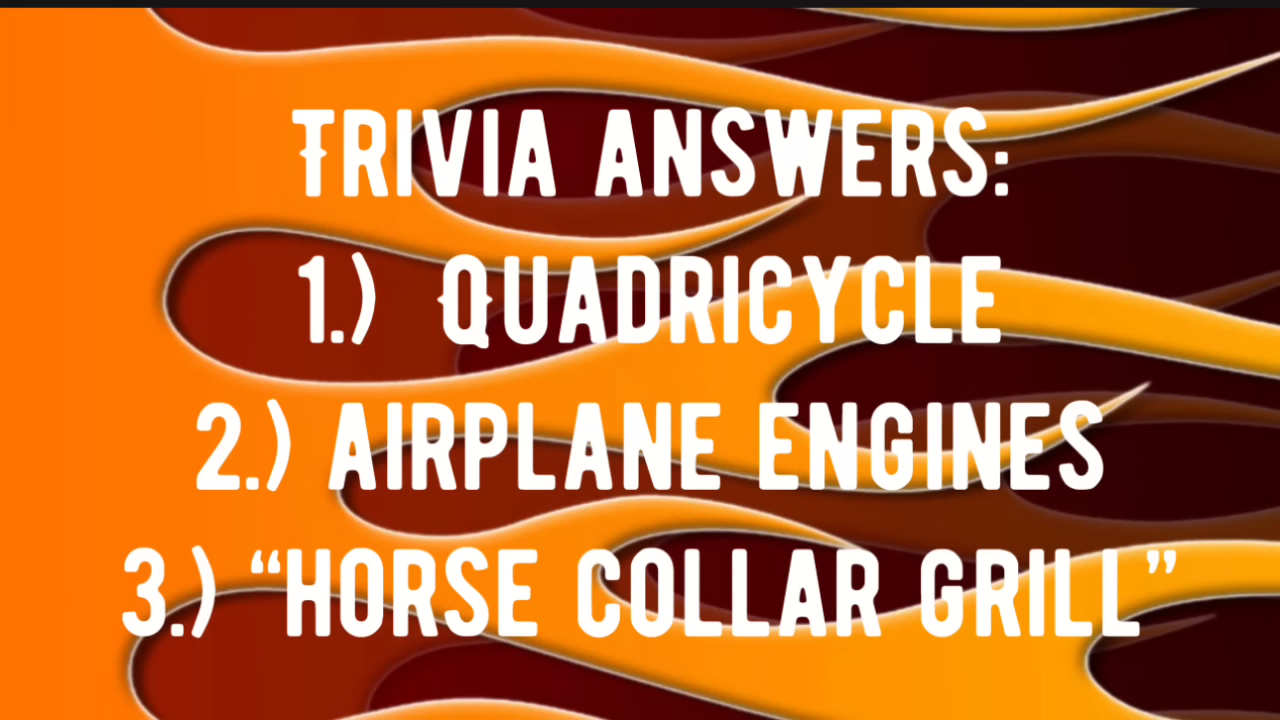 TRIVIA ANSWERS:
1.) QUADRICYCLE
2.) AIRPLANE ENGINES
3.) “HORSE COLLAR GRILL”